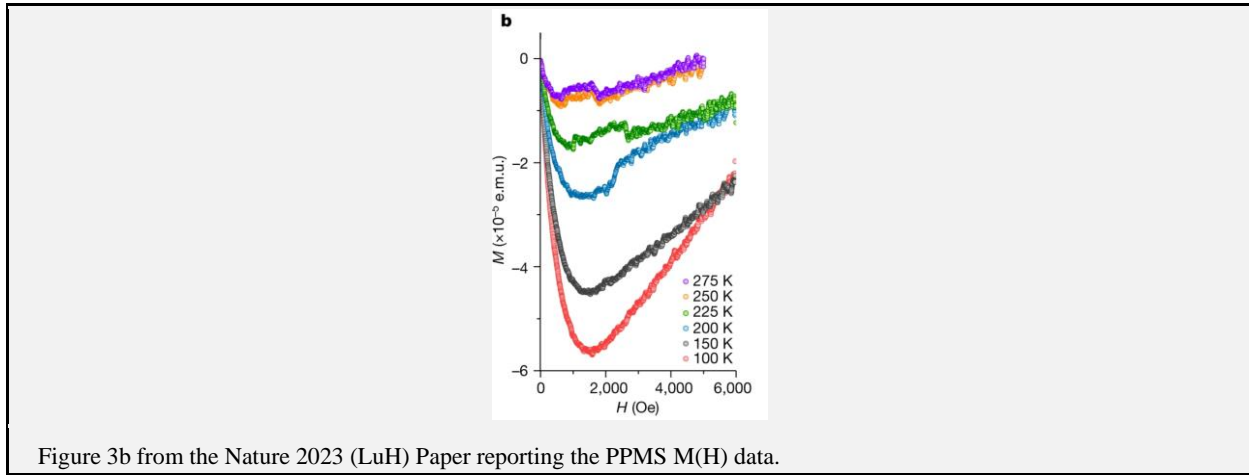 b
0
−2
−4
−6
M (×10⁻⁵ e.m.u.)
275 K
250 K
225 K
200 K
150 K
100 K
0 2,000 4,000 6,000
H (Oe)
Figure 3b from the Nature 2023 (LuH) Paper reporting the PPMS M(H) data.